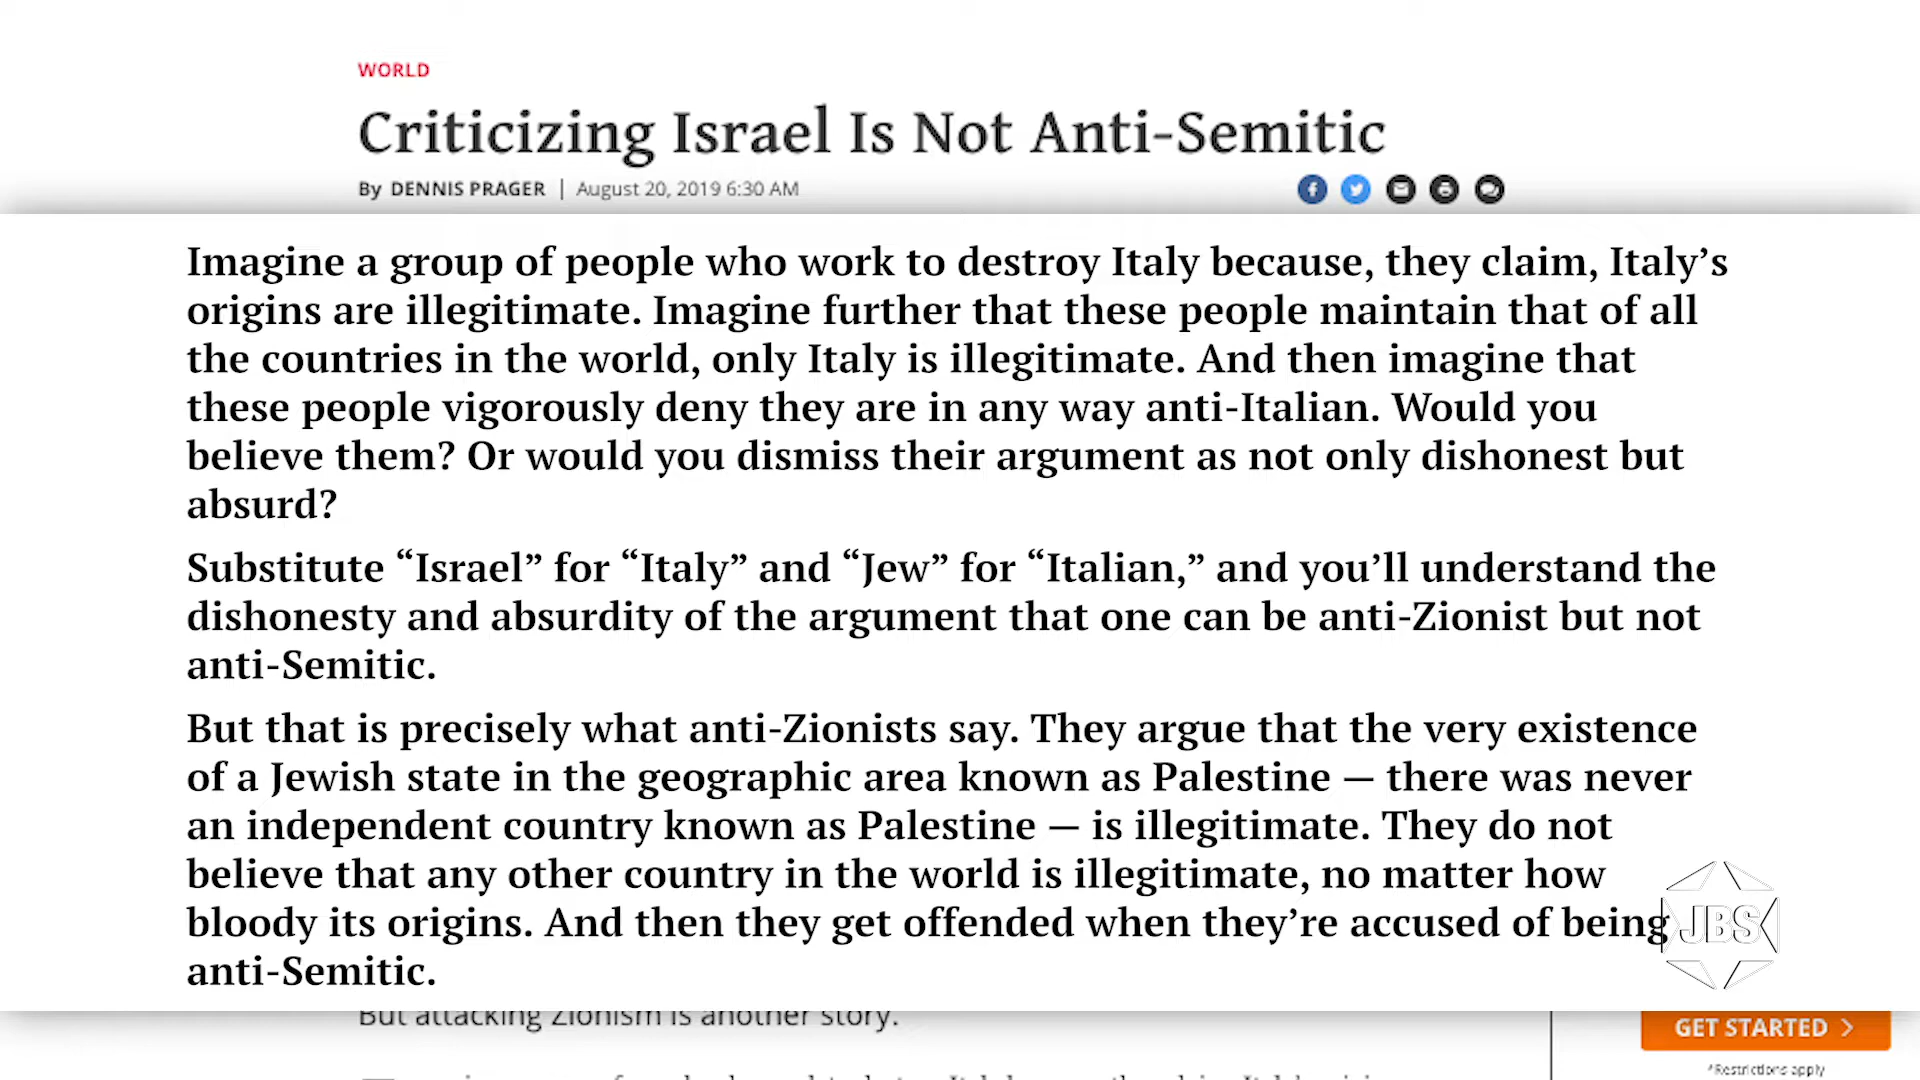 WORLD
Criticizing Israel Is Not Anti-Semitic
By DENNIS PRAGER | August 20, 2019 6:30 AM
Imagine a group of people who work to destroy Italy because, they claim, Italy’s
origins are illegitimate. Imagine further that these people maintain that of all
the countries in the world, only Italy is illegitimate. And then imagine that
these people vigorously deny they are in any way anti-Italian. Would you
believe them? Or would you dismiss their argument as not only dishonest but
absurd?
Substitute “Israel” for “Italy” and “Jew” for “Italian,” and you’ll understand the
dishonesty and absurdity of the argument that one can be anti-Zionist but not
anti-Semitic.
But that is precisely what anti-Zionists say. They argue that the very existence
of a Jewish state in the geographic area known as Palestine — there was never
an independent country known as Palestine — is illegitimate. They do not
believe that any other country in the world is illegitimate, no matter how
bloody its origins. And then they get offended when they’re accused of being
anti-Semitic.
JBS
But attacking Zionism is another story.
GET STARTED
*Restrictions apply